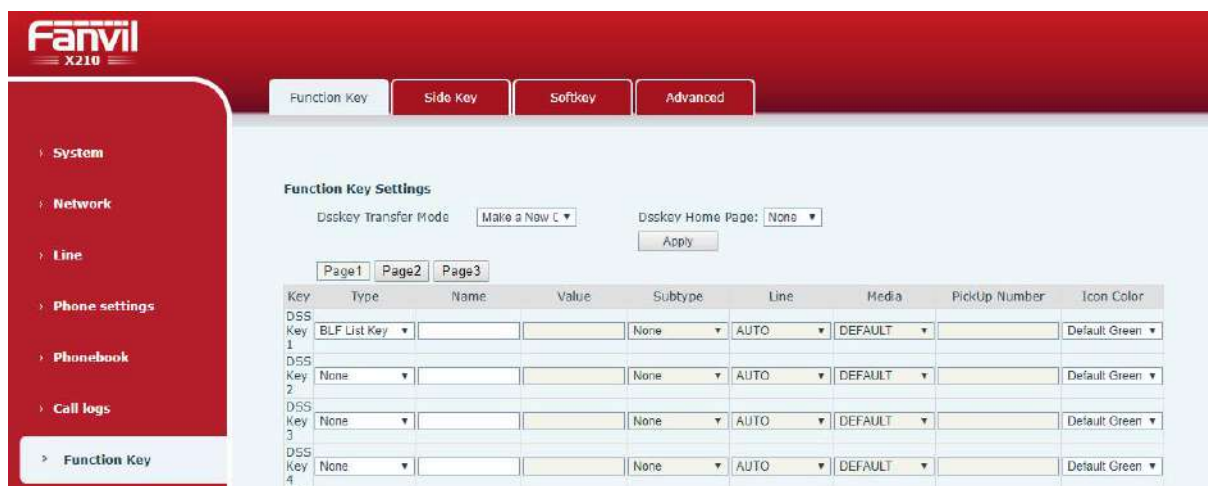 Fanvil
X210
Function Key Side Key Softkey Advanced
System
Network
Line
Phone settings
Phonebook
Call logs
Function Key
Function Key Settings
Dsskey Transfer Mode Make a New C Dsskey Home Page: None
Apply
Page1 Page2 Page3
Key Type Name Value Subtype Line Media PickUp Number Icon Color
DSS Key 1 BLF List Key None AUTO DEFAULT Default Green
DSS Key 2 None None AUTO DEFAULT Default Green
DSS Key 3 None None AUTO DEFAULT Default Green
DSS Key 4 None None AUTO DEFAULT Default Green